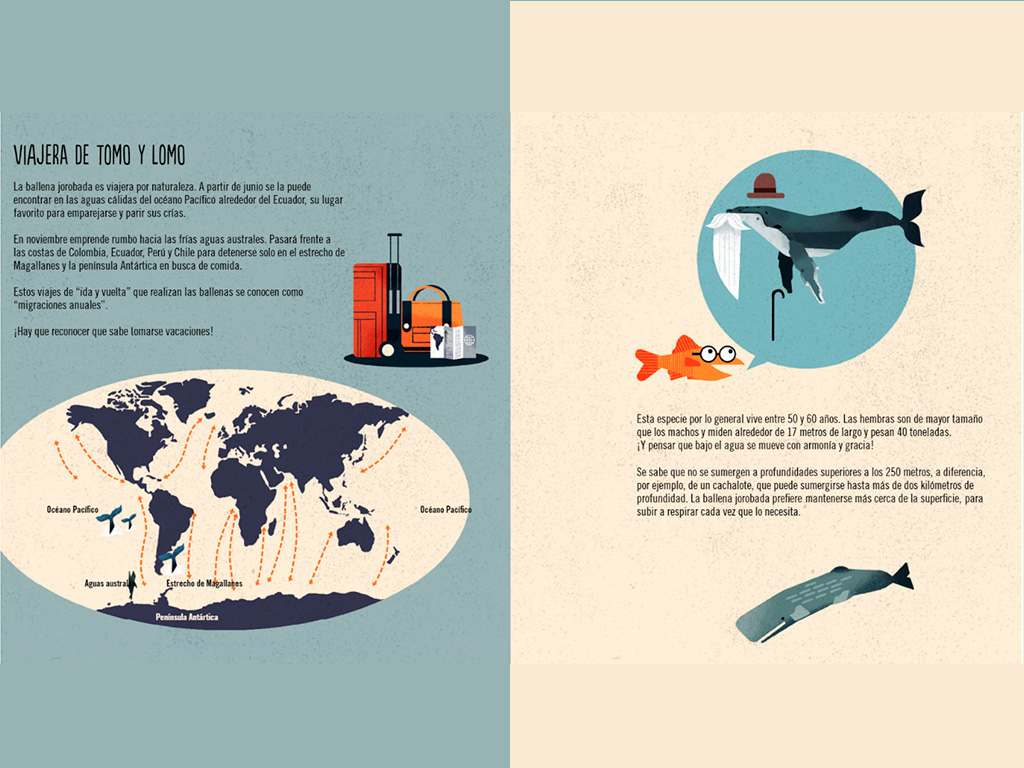 VIAJERA DE TOMO Y LOMO
La ballena jorobada es viajera por naturaleza. A partir de junio se la puede
encontrar en las aguas cálidas del océano Pacífico alrededor del Ecuador, su lugar
favorito para emparejarse y parir sus crías.
En noviembre emprende rumbo hacia las frías aguas australes. Pasará frente a
las costas de Colombia, Ecuador, Perú y Chile para detenerse solo en el estrecho de
Magallanes y la península Antártica en busca de comida.
Estos viajes de “ida y vuelta” que realizan las ballenas se conocen como
“migraciones anuales”.
¡Hay que reconocer que sabe tomarse vacaciones!
Océano Pacífico
Océano Pacífico
Aguas austral
Estrecho de Magallanes
Península Antártica
Esta especie por lo general vive entre 50 y 60 años. Las hembras son de mayor tamaño
que los machos y miden alrededor de 17 metros de largo y pesan 40 toneladas.
¡Y pensar que bajo el agua se mueve con armonía y gracia!
Se sabe que no se sumergen a profundidades superiores a los 250 metros, a diferencia,
por ejemplo, de un cachalote, que puede sumergirse hasta más de dos kilómetros de
profundidad. La ballena jorobada prefiere mantenerse más cerca de la superficie, para
subir a respirar cada vez que lo necesita.